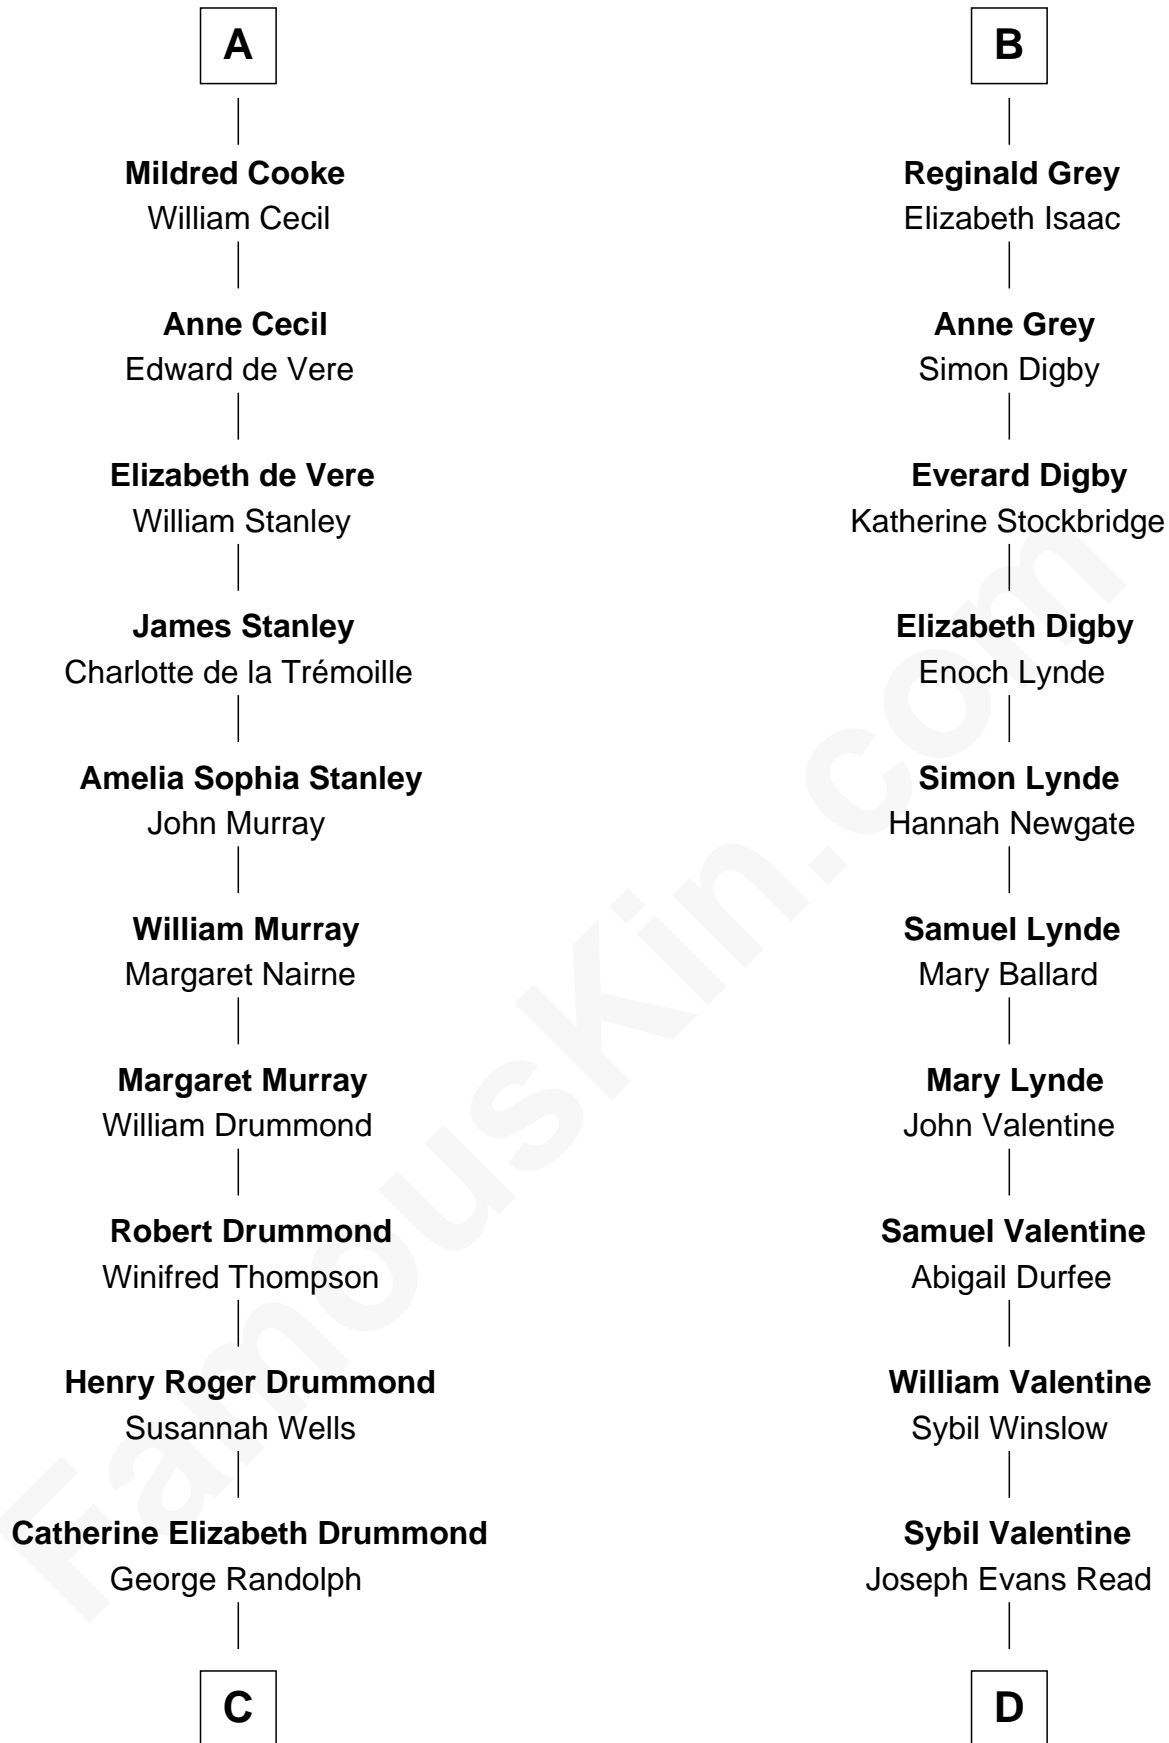 A
Mildred Cooke
William Cecil
Anne Cecil
Edward de Vere
Elizabeth de Vere
William Stanley
James Stanley
Charlotte de la Trémoille
Amelia Sophia Stanley
John Murray
William Murray
Margaret Nairne
Margaret Murray
William Drummond
Robert Drummond
Winifred Thompson
Henry Roger Drummond
Susannah Wells
Catherine Elizabeth Drummond
George Randolph
C
B
Reginald Grey
Elizabeth Isaac
Anne Grey
Simon Digby
Everard Digby
Katherine Stockbridge
Elizabeth Digby
Enoch Lynde
Simon Lynde
Hannah Newgate
Samuel Lynde
Mary Ballard
Mary Lynde
John Valentine
Samuel Valentine
Abigail Durfee
William Valentine
Sybil Winslow
Sybil Valentine
Joseph Evans Read
D
FamousKin.com